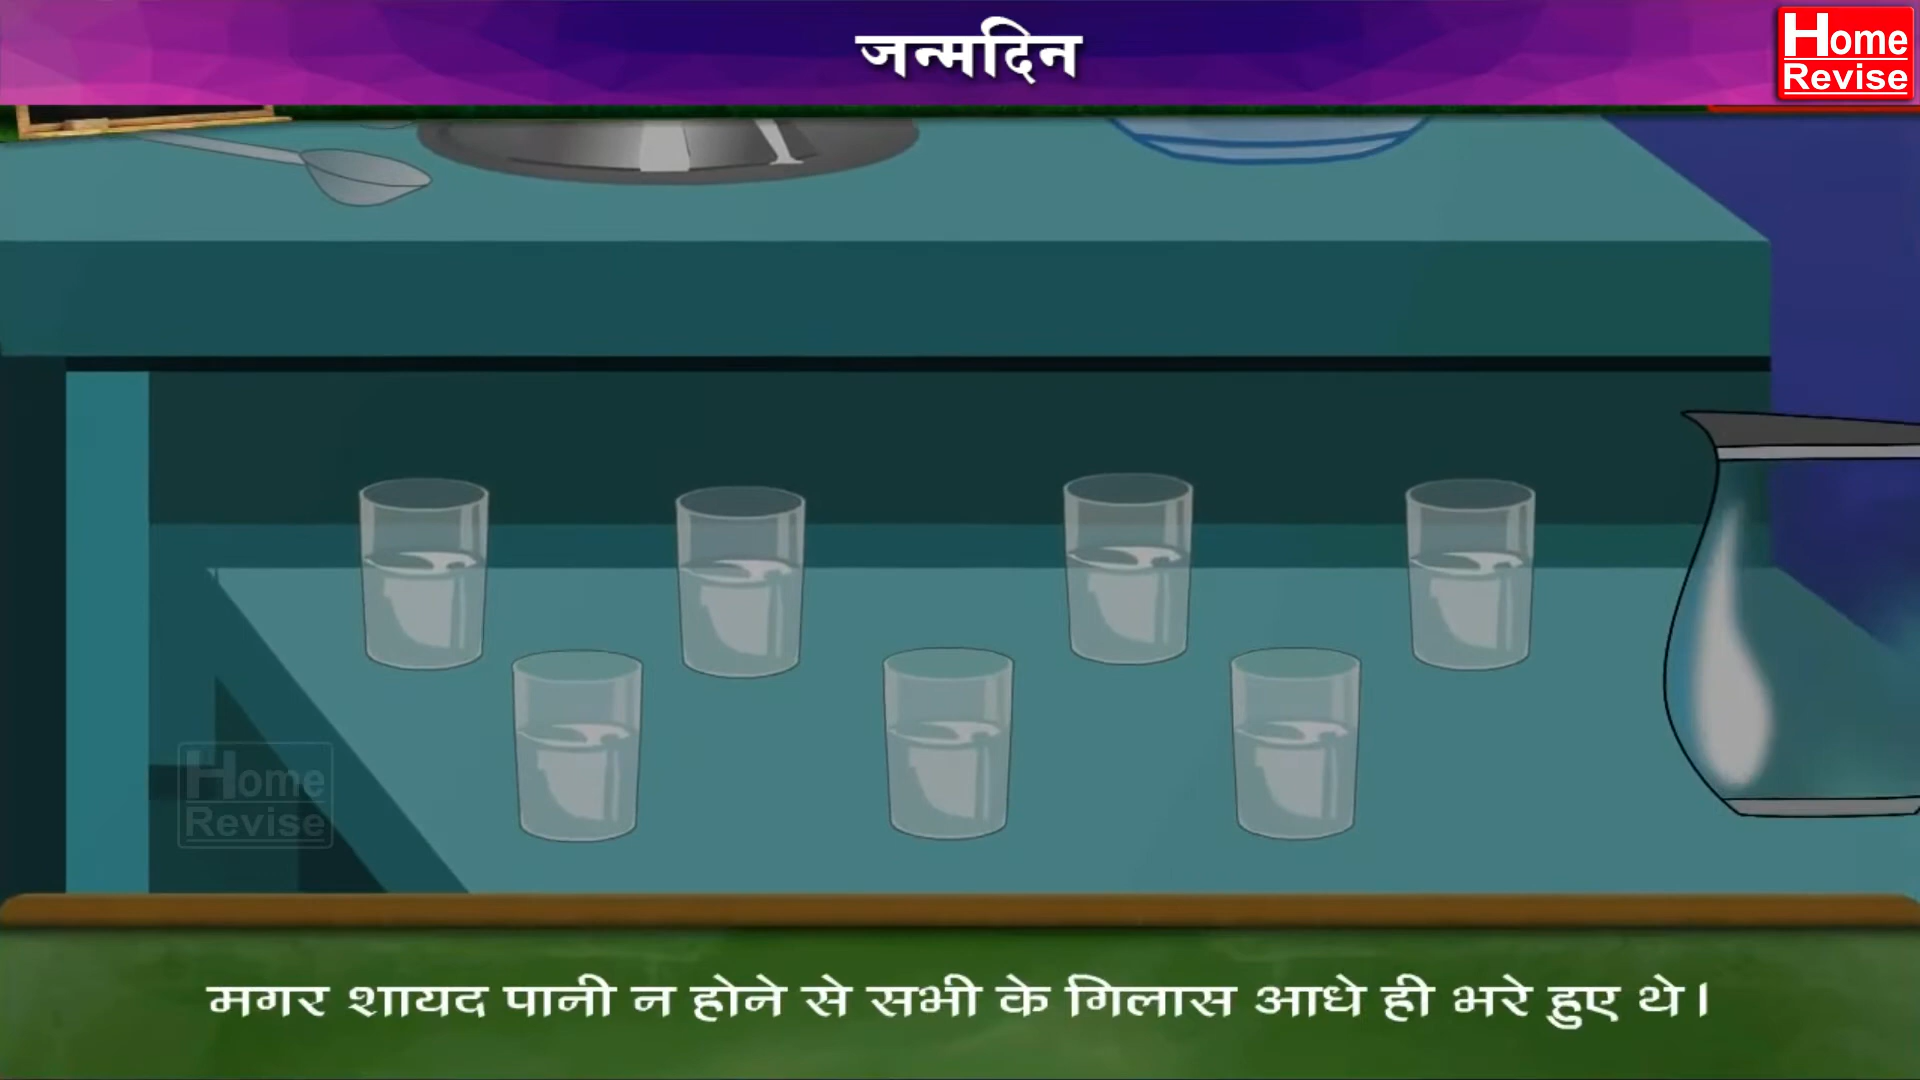 जन्मदिन
Home
Revise
Home
Revise
मगर शायद पानी न होने से सभी के गिलास आधे ही भरे हुए थे।